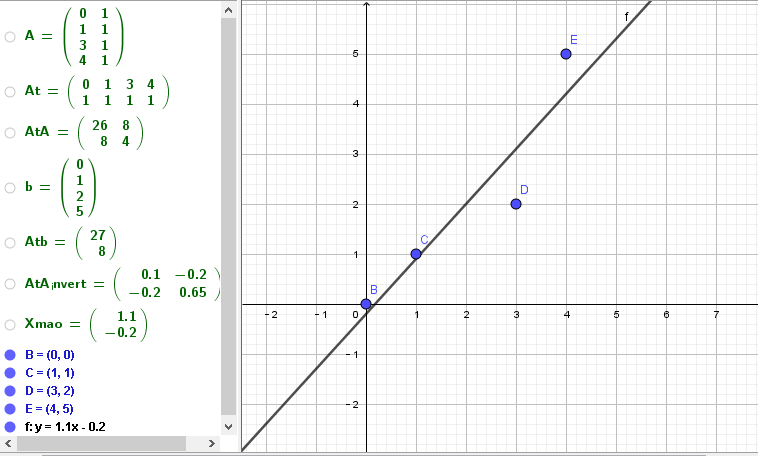 A = ( 0 1
1 1
3 1
4 1 )
At = ( 0 1 3 4
1 1 1 1 )
AtA = ( 26 8
8 4 )
b = ( 0
1
2
5 )
Atb = ( 27
8 )
AtAinvert = ( 0.1 −0.2
−0.2 0.65 )
Xmao = ( 1.1
−0.2 )
B = (0, 0)
C = (1, 1)
D = (3, 2)
E = (4, 5)
f: y = 1.1x - 0.2
f
E
D
C
B
5
4
3
2
1
−2 −1 0 1 2 3 4 5 6 7
−1
−2